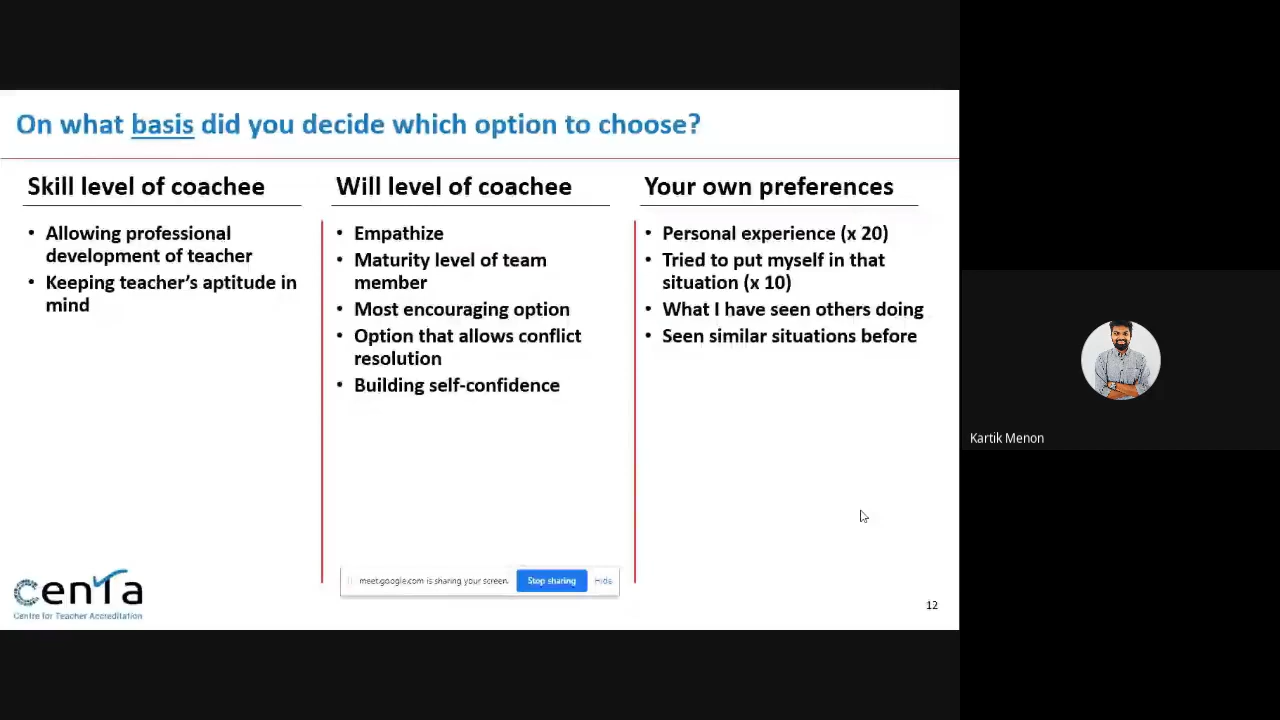 On what basis did you decide which option to choose?
Skill level of coachee
• Allowing professional
development of teacher
• Keeping teacher’s aptitude in
mind
Will level of coachee
• Empathize
• Maturity level of team
member
• Most encouraging option
• Option that allows conflict
resolution
• Building self-confidence
Your own preferences
• Personal experience (x 20)
• Tried to put myself in that
situation (x 10)
• What I have seen others doing
• Seen similar situations before
Kartik Menon
meet.google.com is sharing your screen.
Stop sharing
Hide
cenTa
Centre for Teacher Accreditation
12